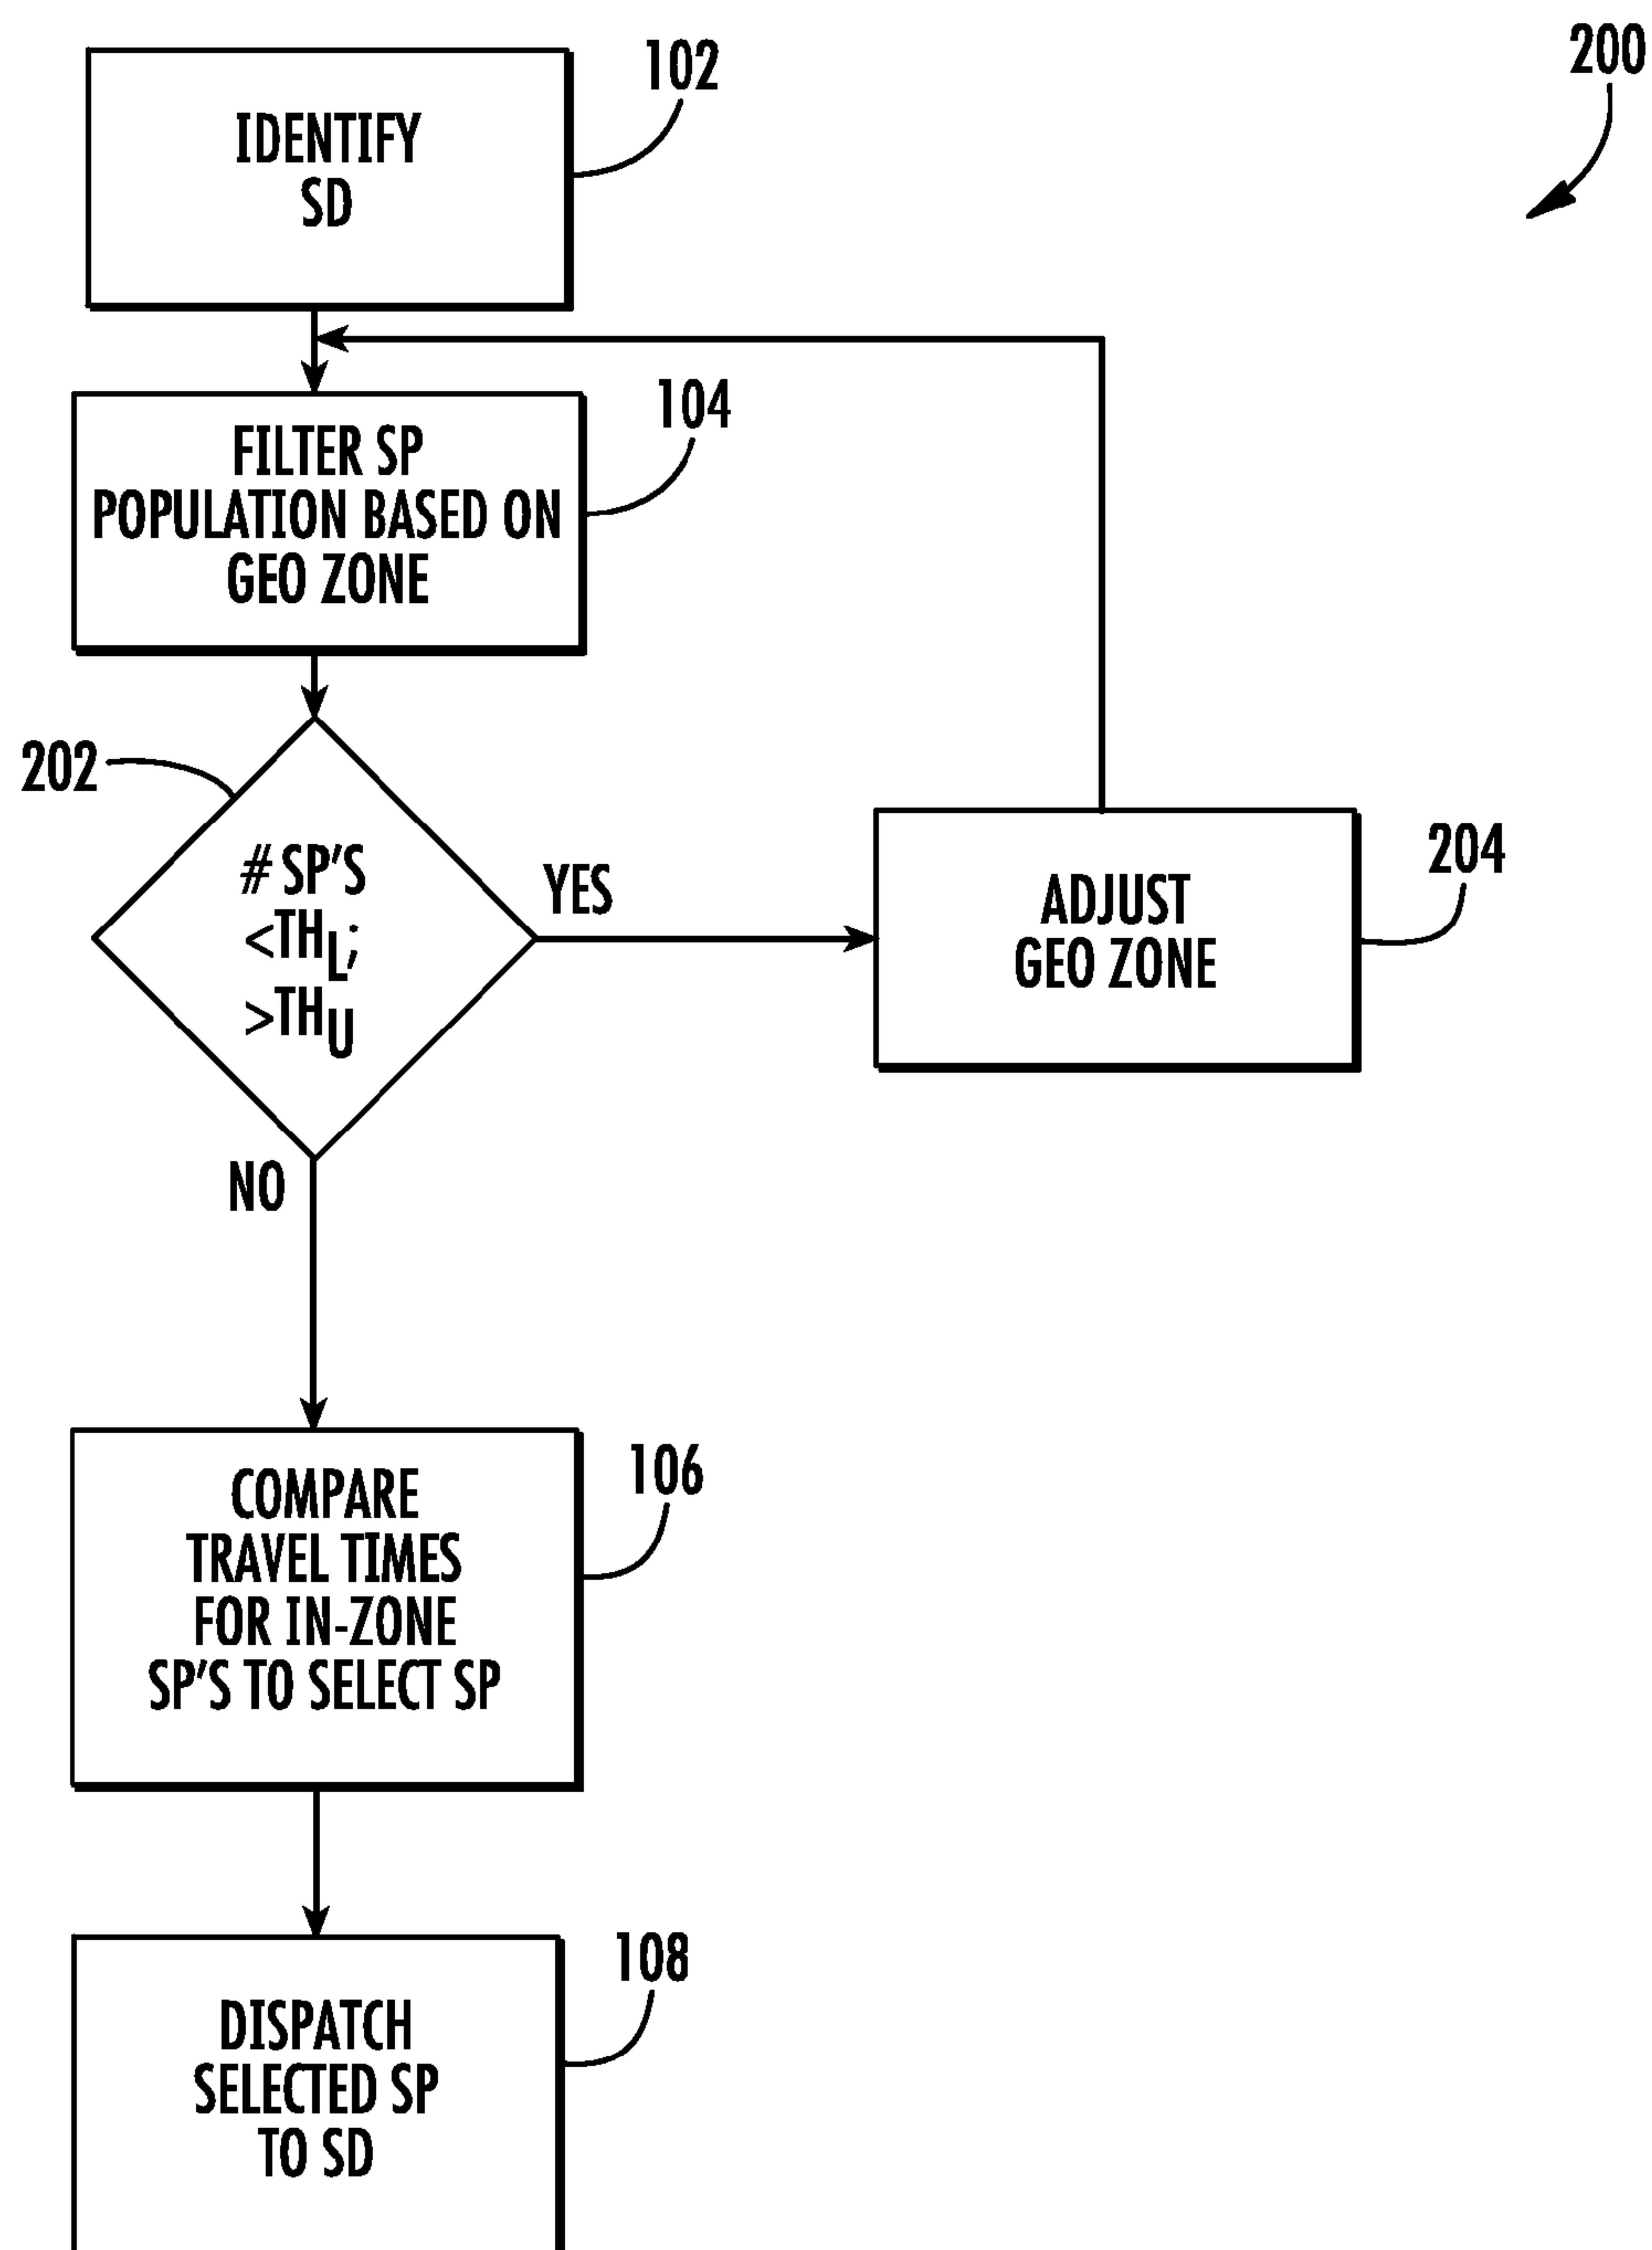 200
102
IDENTIFY
SD
104
FILTER SP
POPULATION BASED ON
GEO ZONE
202
# SP'S
<THL;
>THU
YES
204
ADJUST
GEO ZONE
NO
106
COMPARE
TRAVEL TIMES
FOR IN-ZONE
SP'S TO SELECT SP
108
DISPATCH
SELECTED SP
TO SD